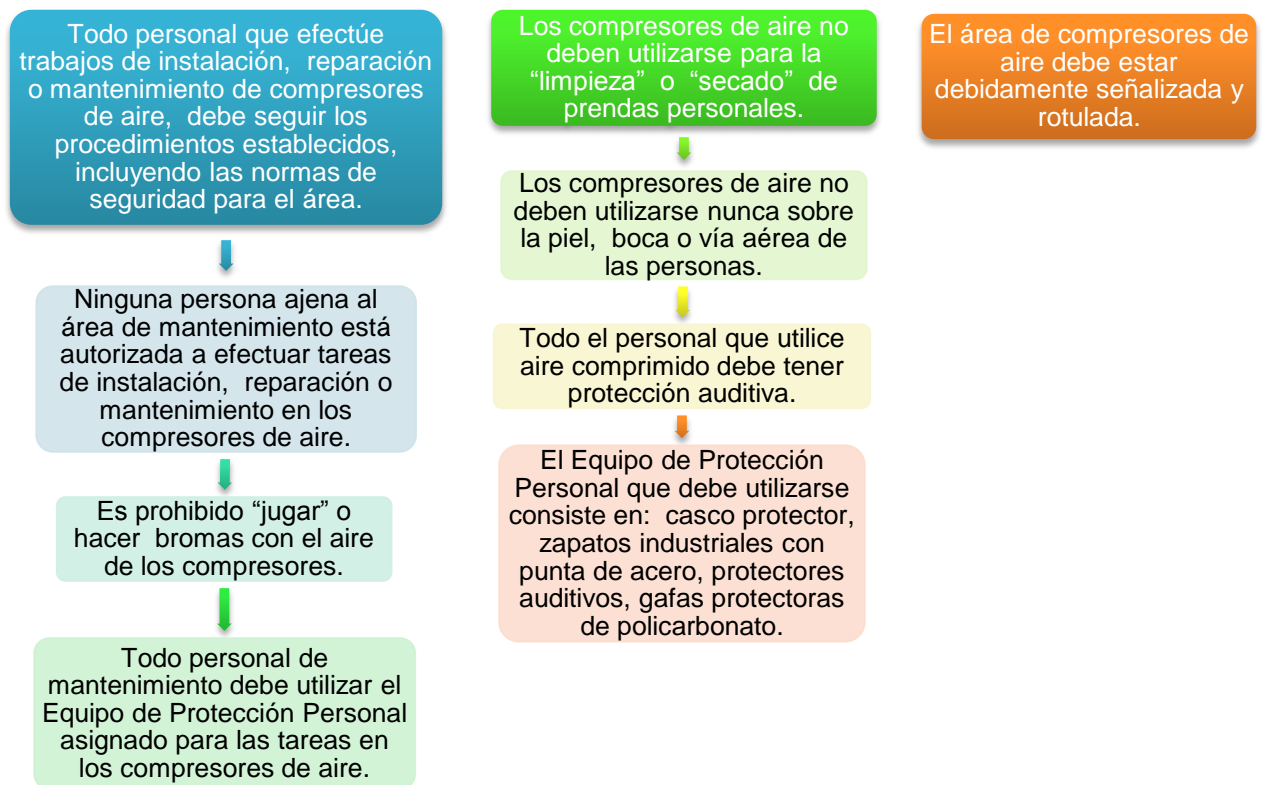 Todo personal que efectúe
trabajos de instalación, reparación
o mantenimiento de compresores
de aire, debe seguir los
procedimientos establecidos,
incluyendo las normas de
seguridad para el área.
Ninguna persona ajena al
área de mantenimiento está
autorizada a efectuar tareas
de instalación, reparación o
mantenimiento en los
compresores de aire.
Es prohibido “jugar” o
hacer bromas con el aire
de los compresores.
Todo personal de
mantenimiento debe utilizar el
Equipo de Protección Personal
asignado para las tareas en
los compresores de aire.
Los compresores de aire no
deben utilizarse para la
“limpieza” o “secado” de
prendas personales.
Los compresores de aire no
deben utilizarse nunca sobre
la piel, boca o vía aérea de
las personas.
Todo el personal que utilice
aire comprimido debe tener
protección auditiva.
El Equipo de Protección
Personal que debe utilizarse
consiste en: casco protector,
zapatos industriales con
punta de acero, protectores
auditivos, gafas protectoras
de policarbonato.
El área de compresores de
aire debe estar
debidamente señalizada y
rotulada.